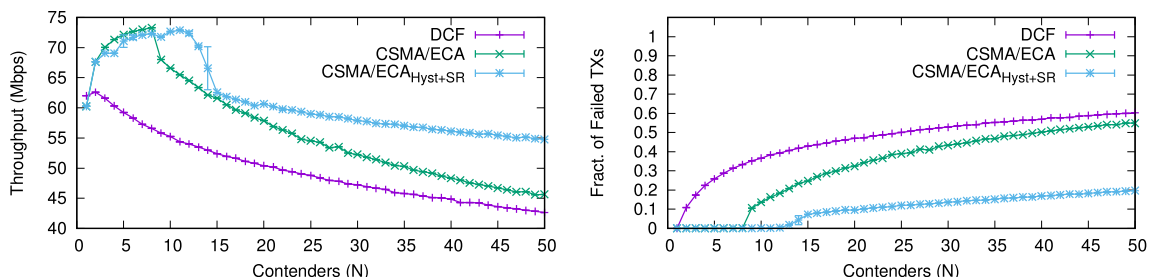 75
70
65
60
55
50
45
40
0 5 10 15 20 25 30 35 40 45 50
Throughput (Mbps)
Contenders (N)
DCF
CSMA/ECA
CSMA/ECAHyst+SR
1
0.9
0.8
0.7
0.6
0.5
0.4
0.3
0.2
0.1
0
0 5 10 15 20 25 30 35 40 45 50
Fract. of Failed TXs
Contenders (N)
DCF
CSMA/ECA
CSMA/ECAHyst+SR